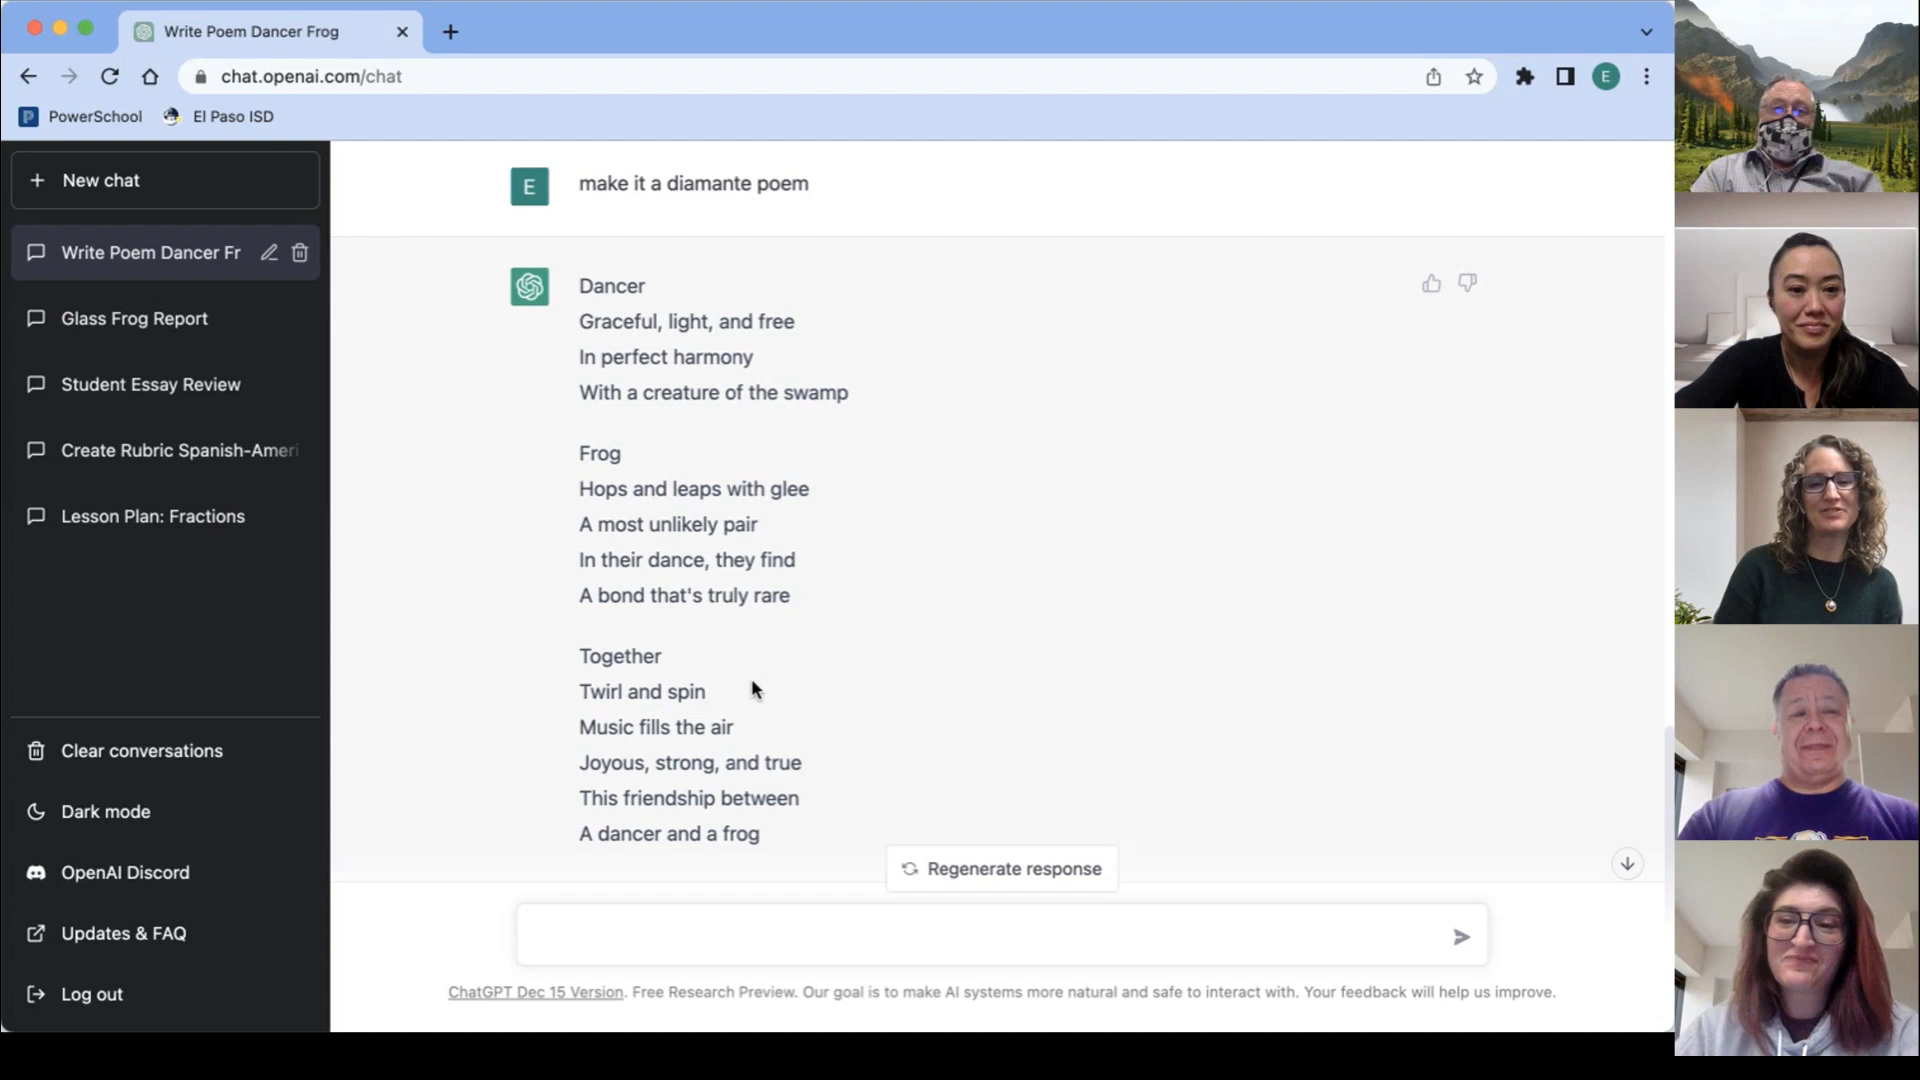 Write Poem Dancer Frog
chat.openai.com/chat
E
PowerSchool
El Paso ISD
New chat
Write Poem Dancer Fr
Glass Frog Report
Student Essay Review
Create Rubric Spanish-Ameri
Lesson Plan: Fractions
Clear conversations
Dark mode
OpenAI Discord
Updates & FAQ
Log out
E
make it a diamante poem
Dancer
Graceful, light, and free
In perfect harmony
With a creature of the swamp
Frog
Hops and leaps with glee
A most unlikely pair
In their dance, they find
A bond that's truly rare
Together
Twirl and spin
Music fills the air
Joyous, strong, and true
This friendship between
A dancer and a frog
Regenerate response
ChatGPT Dec 15 Version. Free Research Preview. Our goal is to make AI systems more natural and safe to interact with. Your feedback will help us improve.